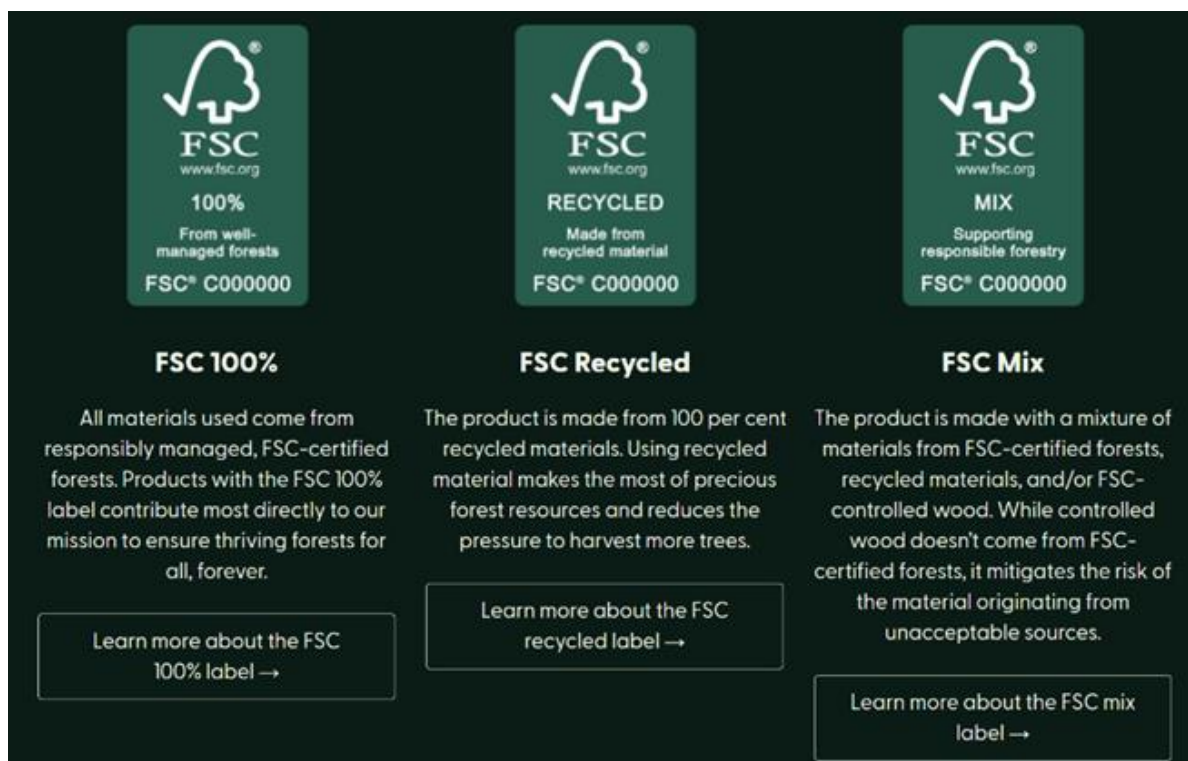 ®
FSC
www.fsc.org
100%
From well-
managed forests
FSC® C000000
FSC 100%
All materials used come from
responsibly managed, FSC-certified
forests. Products with the FSC 100%
label contribute most directly to our
mission to ensure thriving forests for
all, forever.
Learn more about the FSC
100% label →
®
FSC
www.fsc.org
RECYCLED
Made from
recycled material
FSC® C000000
FSC Recycled
The product is made from 100 per cent
recycled materials. Using recycled
material makes the most of precious
forest resources and reduces the
pressure to harvest more trees.
Learn more about the FSC
recycled label →
®
FSC
www.fsc.org
MIX
Supporting
responsible forestry
FSC® C000000
FSC Mix
The product is made with a mixture of
materials from FSC-certified forests,
recycled materials, and/or FSC-
controlled wood. While controlled
wood doesn't come from FSC-
certified forests, it mitigates the risk of
the material originating from
unacceptable sources.
Learn more about the FSC mix
label →